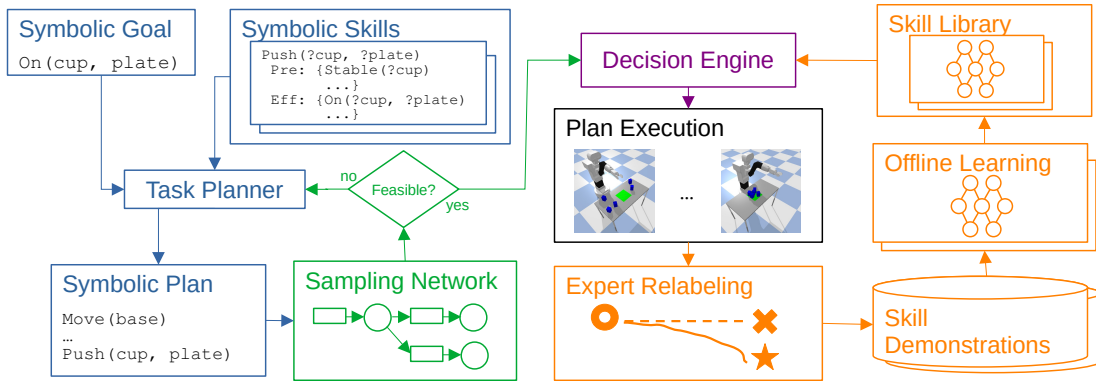 Symbolic Goal
On(cup, plate)
Symbolic Skills
Push(?cup, ?plate)
Pre: {Stable(?cup)
...}
Eff: {On(?cup, ?plate)
...}
Task Planner
no
Feasible?
yes
Symbolic Plan
Move(base)
…
Push(cup, plate)
Sampling Network
Decision Engine
Plan Execution
...
Expert Relabeling
Skill Library
Offline Learning
Skill
Demonstrations